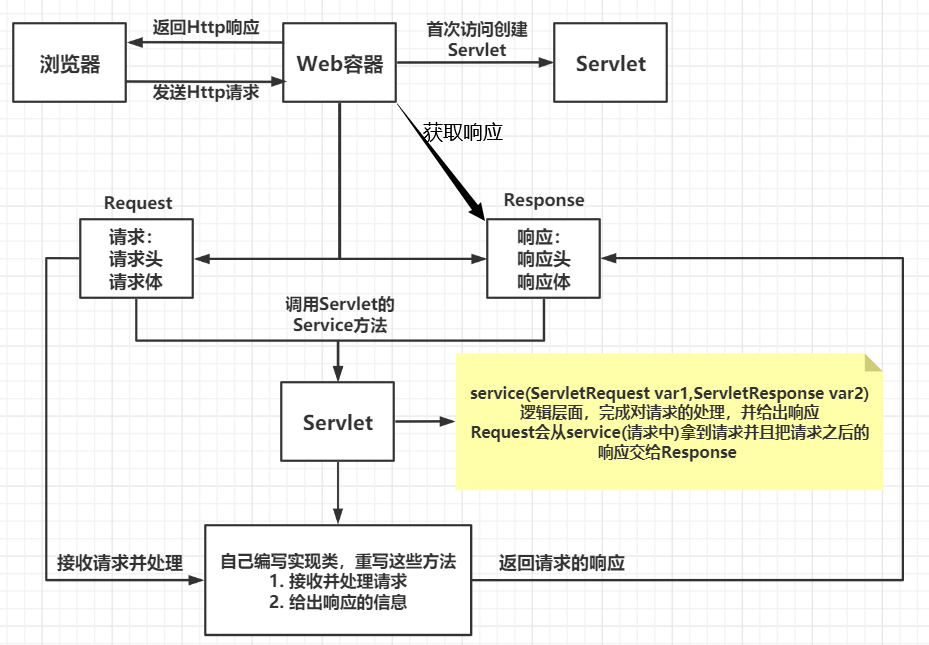 返回Http响应
浏览器
发送Http请求
Web容器
首次访问创建
Servlet
Servlet
获取响应
Request
请求：
请求头
请求体
Response
响应：
响应头
响应体
调用Servlet的
Service方法
Servlet
service(ServletRequest var1,ServletResponse var2)
逻辑层面，完成对请求的处理，并给出响应
Request会从service(请求中)拿到请求并且把请求之后的
响应交给Response
接收请求并处理
自己编写实现类，重写这些方法
1. 接收并处理请求
2. 给出响应的信息
返回请求的响应